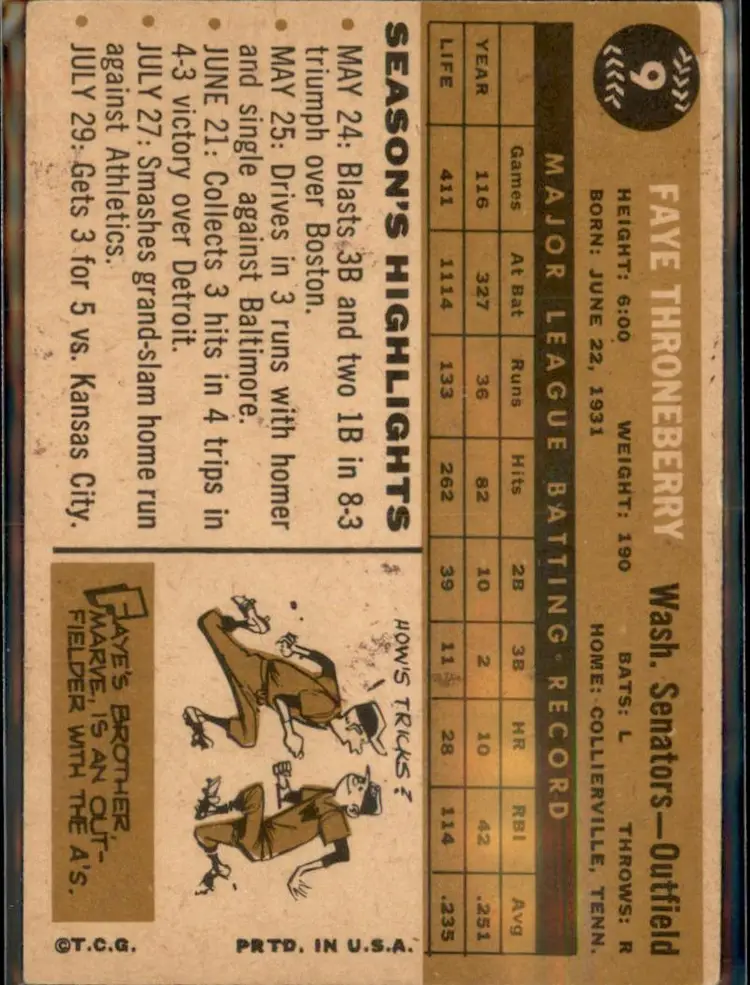 9
FAYE THRONEBERRY Wash. Senators—Outfield
HEIGHT: 6:00 WEIGHT: 190 BATS: L THROWS: R
BORN: JUNE 22, 1931 HOME: COLLIERVILLE, TENN.
MAJOR LEAGUE BATTING RECORD
Games At Bat Runs Hits 2B 3B HR RBI Avg
YEAR 116 327 36 82 10 2 10 42 .251
LIFE 411 1114 133 262 39 11 28 114 .235
SEASON'S HIGHLIGHTS
• MAY 24: Blasts 3B and two 1B in 8-3
triumph over Boston.
• MAY 25: Drives in 3 runs with homer
and single against Baltimore.
• JUNE 21: Collects 3 hits in 4 trips in
4-3 victory over Detroit.
• JULY 27: Smashes grand-slam home run
against Athletics.
• JULY 29: Gets 3 for 5 vs. Kansas City.
HOW'S TRICKS?
FAYE'S BROTHER,
MARVE, IS AN OUT-
FIELDER WITH THE A'S.
©T.C.G. PRTD. IN U.S.A.